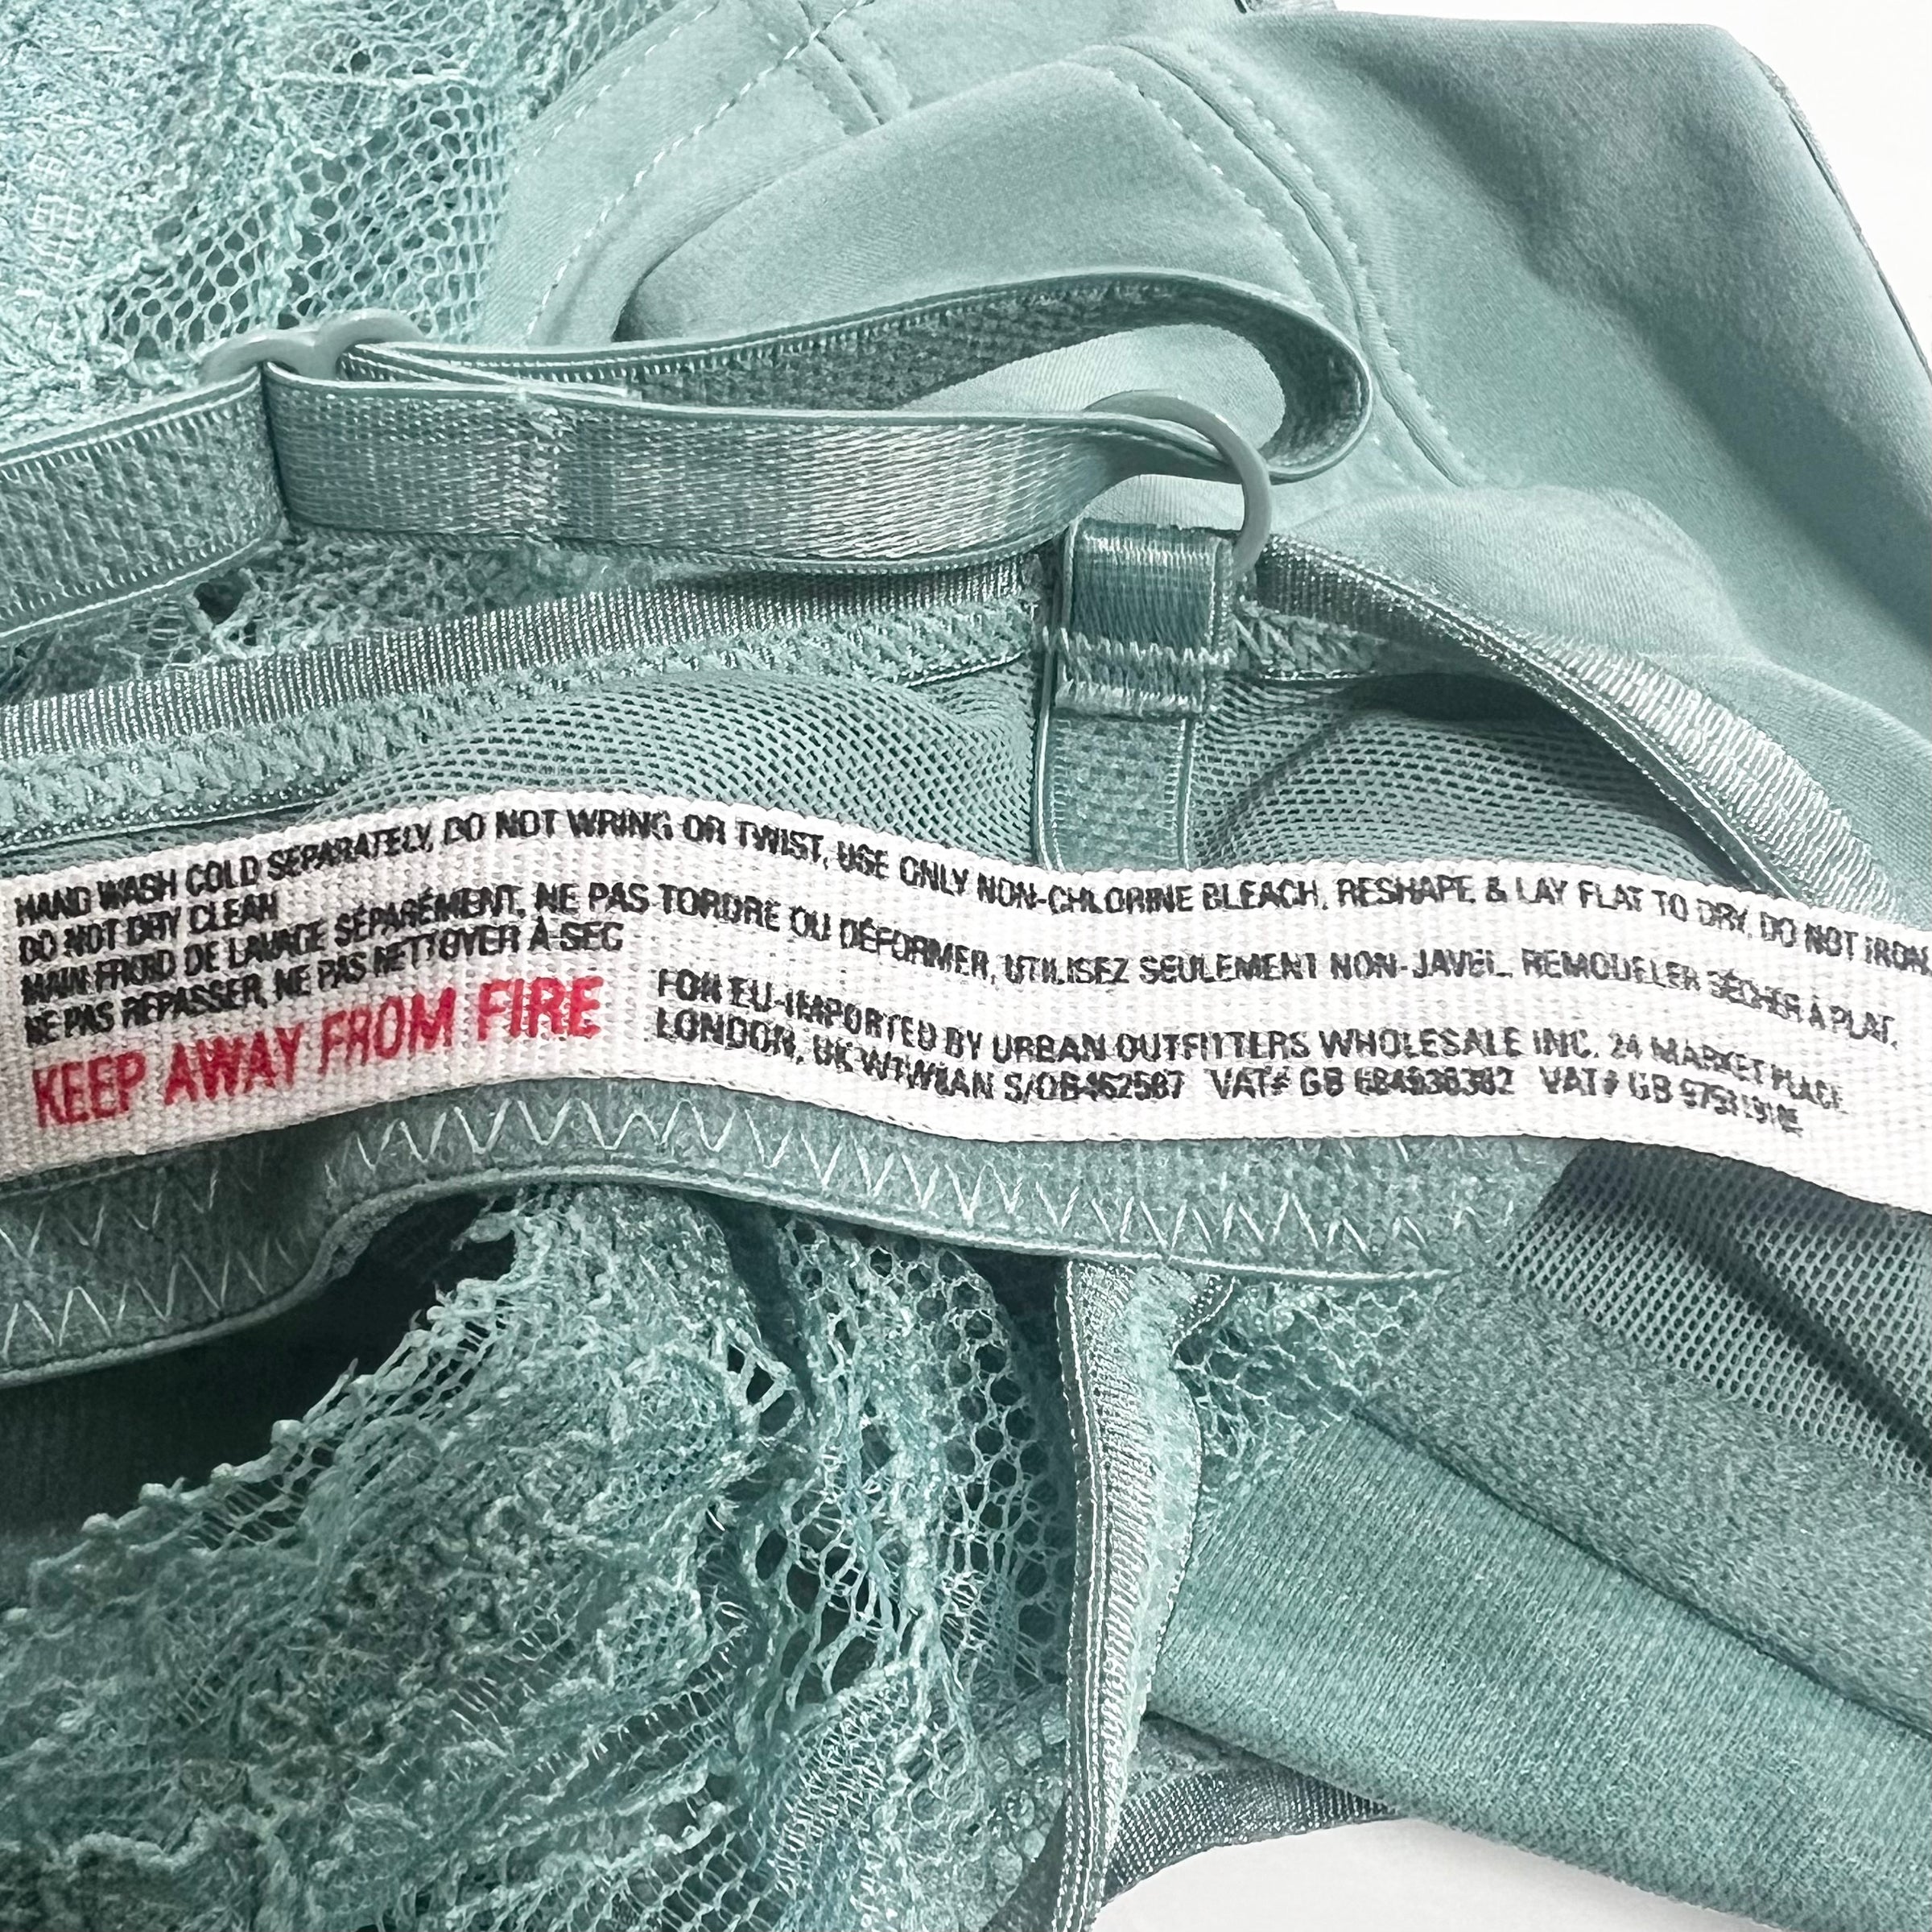 HAND WASH COLD SEPARATELY, DO NOT WRING OR TWIST, USE ONLY NON-CHLORINE BLEACH, RESHAPE & LAY FLAT TO DRY, DO NOT IRON
DO NOT DRY CLEAN
MAIN FROID DE LAVAGE SÉPARÉMENT, NE PAS TORDRE OU DÉFORMER, UTILISEZ SEULEMENT NON-JAVEL, REMODELER SÉCHER À PLAT,
NE PAS REPASSER, NE PAS NETTOYER À SEC
KEEP AWAY FROM FIRE
FOR EU-IMPORTED BY URBAN OUTFITTERS WHOLESALE INC. 24 MARKET PLACE
LONDON, UK S/OB462587 VAT# GB VAT# GB